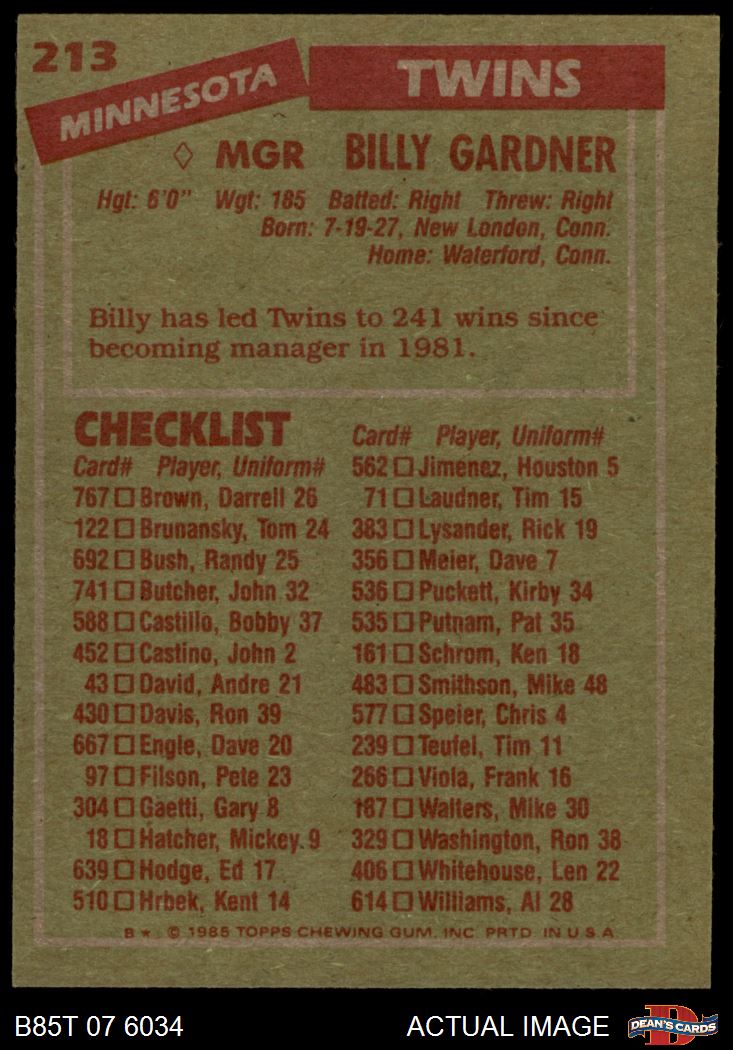 213
MINNESOTA
TWINS
◇ MGR BILLY GARDNER
Hgt: 6'0" Wgt: 185 Batted: Right Threw: Right
Born: 7-19-27, New London, Conn.
Home: Waterford, Conn.
Billy has led Twins to 241 wins since
becoming manager in 1981.
CHECKLIST
Card# Player, Uniform#
767 □ Brown, Darrell 26
122 □ Brunansky, Tom 24
692 □ Bush, Randy 25
741 □ Butcher, John 32
588 □ Castillo, Bobby 37
452 □ Castino, John 2
43 □ David, Andre 21
430 □ Davis, Ron 39
667 □ Engle, Dave 20
97 □ Filson, Pete 23
304 □ Gaetti, Gary 8
18 □ Hatcher, Mickey 9
639 □ Hodge, Ed 17
510 □ Hrbek, Kent 14
Card# Player, Uniform#
562 □ Jimenez, Houston 5
71 □ Laudner, Tim 15
383 □ Lysander, Rick 19
356 □ Meier, Dave 7
536 □ Puckett, Kirby 34
535 □ Putnam, Pat 35
161 □ Schrom, Ken 18
483 □ Smithson, Mike 48
577 □ Speier, Chris 4
239 □ Teufel, Tim 11
266 □ Viola, Frank 16
187 □ Walters, Mike 30
329 □ Washington, Ron 38
406 □ Whitehouse, Len 22
614 □ Williams, Al 28
B★ © 1985 TOPPS CHEWING GUM, INC. PRTD. IN U.S.A.
B85T 07 6034
ACTUAL IMAGE
D
DEAN'S CARDS